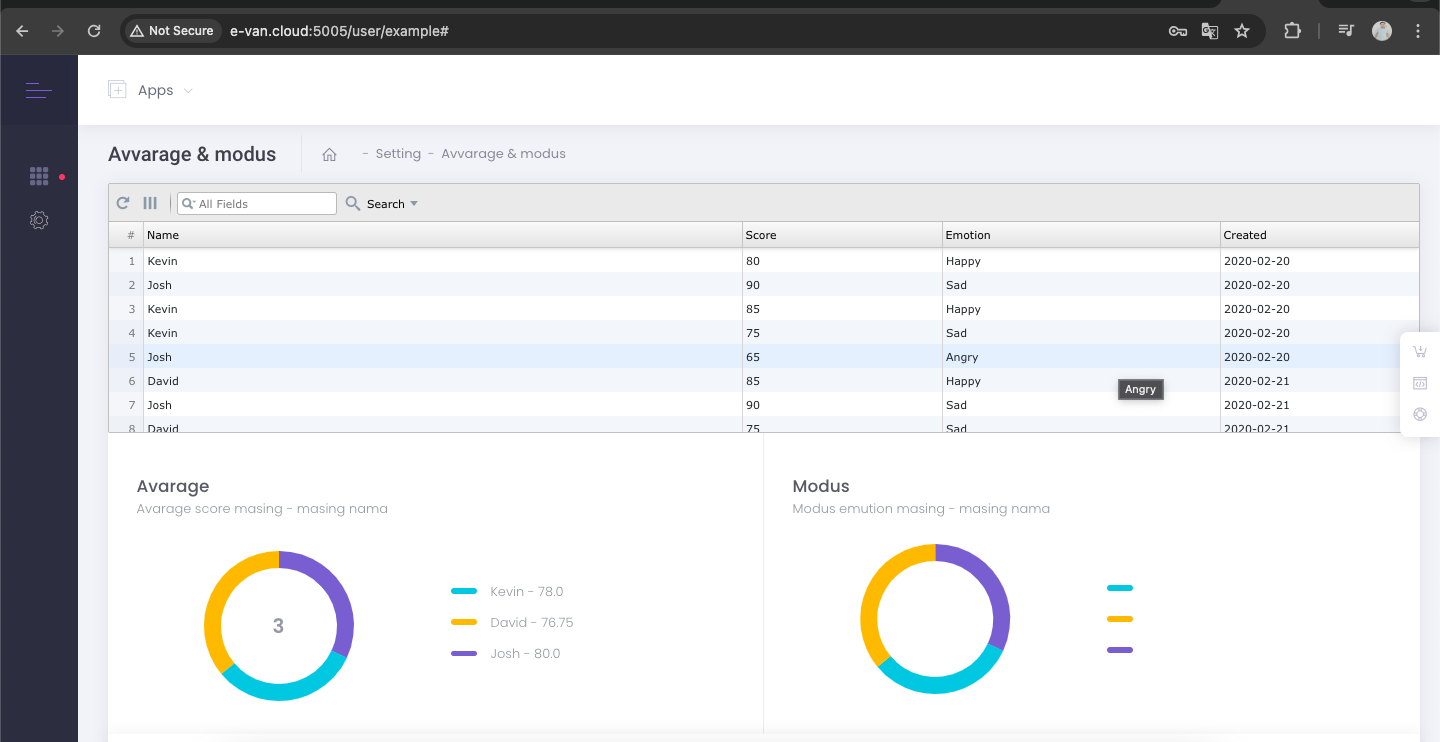 Not Secure e-van.cloud:5005/user/example#
Apps
Avvarage & modus - Setting - Avvarage & modus
All Fields Search
# Name Score Emotion Created
1 Kevin 80 Happy 2020-02-20
2 Josh 90 Sad 2020-02-20
3 Kevin 85 Happy 2020-02-20
4 Kevin 75 Sad 2020-02-20
5 Josh 65 Angry 2020-02-20
6 David 85 Happy 2020-02-21
Angry
7 Josh 90 Sad 2020-02-21
8 David 75 Sad 2020-02-21
Avarage
Avarage score masing - masing nama
3
Kevin - 78.0
David - 76.75
Josh - 80.0
Modus
Modus emution masing - masing nama